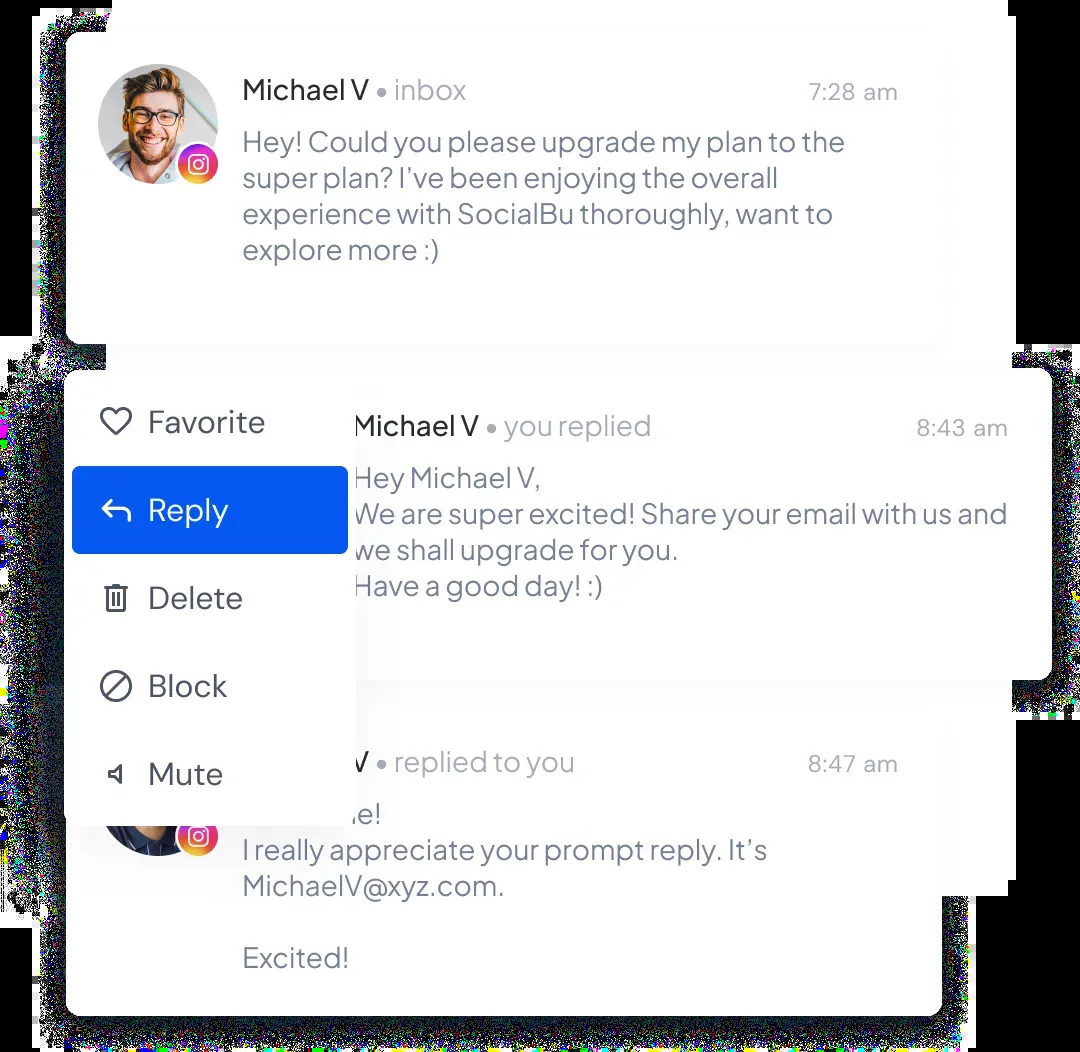 Michael V • inbox 7:28 am
Hey! Could you please upgrade my plan to the
super plan? I’ve been enjoying the overall
experience with SocialBu thoroughly, want to
explore more :)
Favorite
Reply
Delete
Block
Mute
Michael V • you replied 8:43 am
Hey Michael V,
We are super excited! Share your email with us and
we shall upgrade for you.
Have a good day! :)
V • replied to you 8:47 am
I really appreciate your prompt reply. It’s
MichaelV@xyz.com.
Excited!